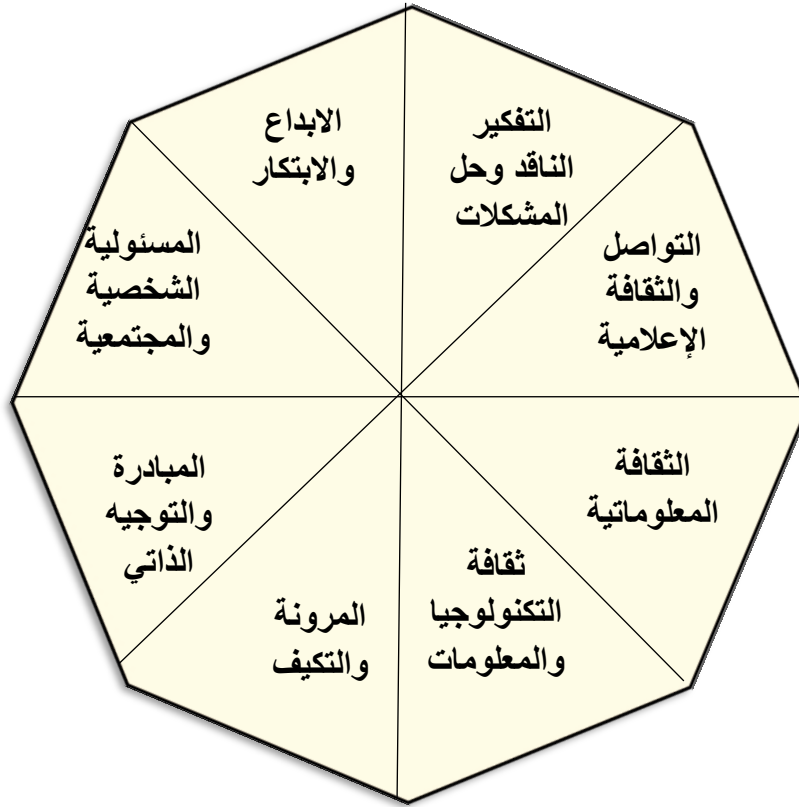 التفكير
الناقد وحل
المشكلات
التواصل
والثقافة
الإعلامية
الثقافة
المعلوماتية
ثقافة
التكنولوجيا
والمعلومات
المرونة
والتكيف
المبادرة
والتوجيه
الذاتي
المسئولية
الشخصية
والمجتمعية
الابداع
والابتكار